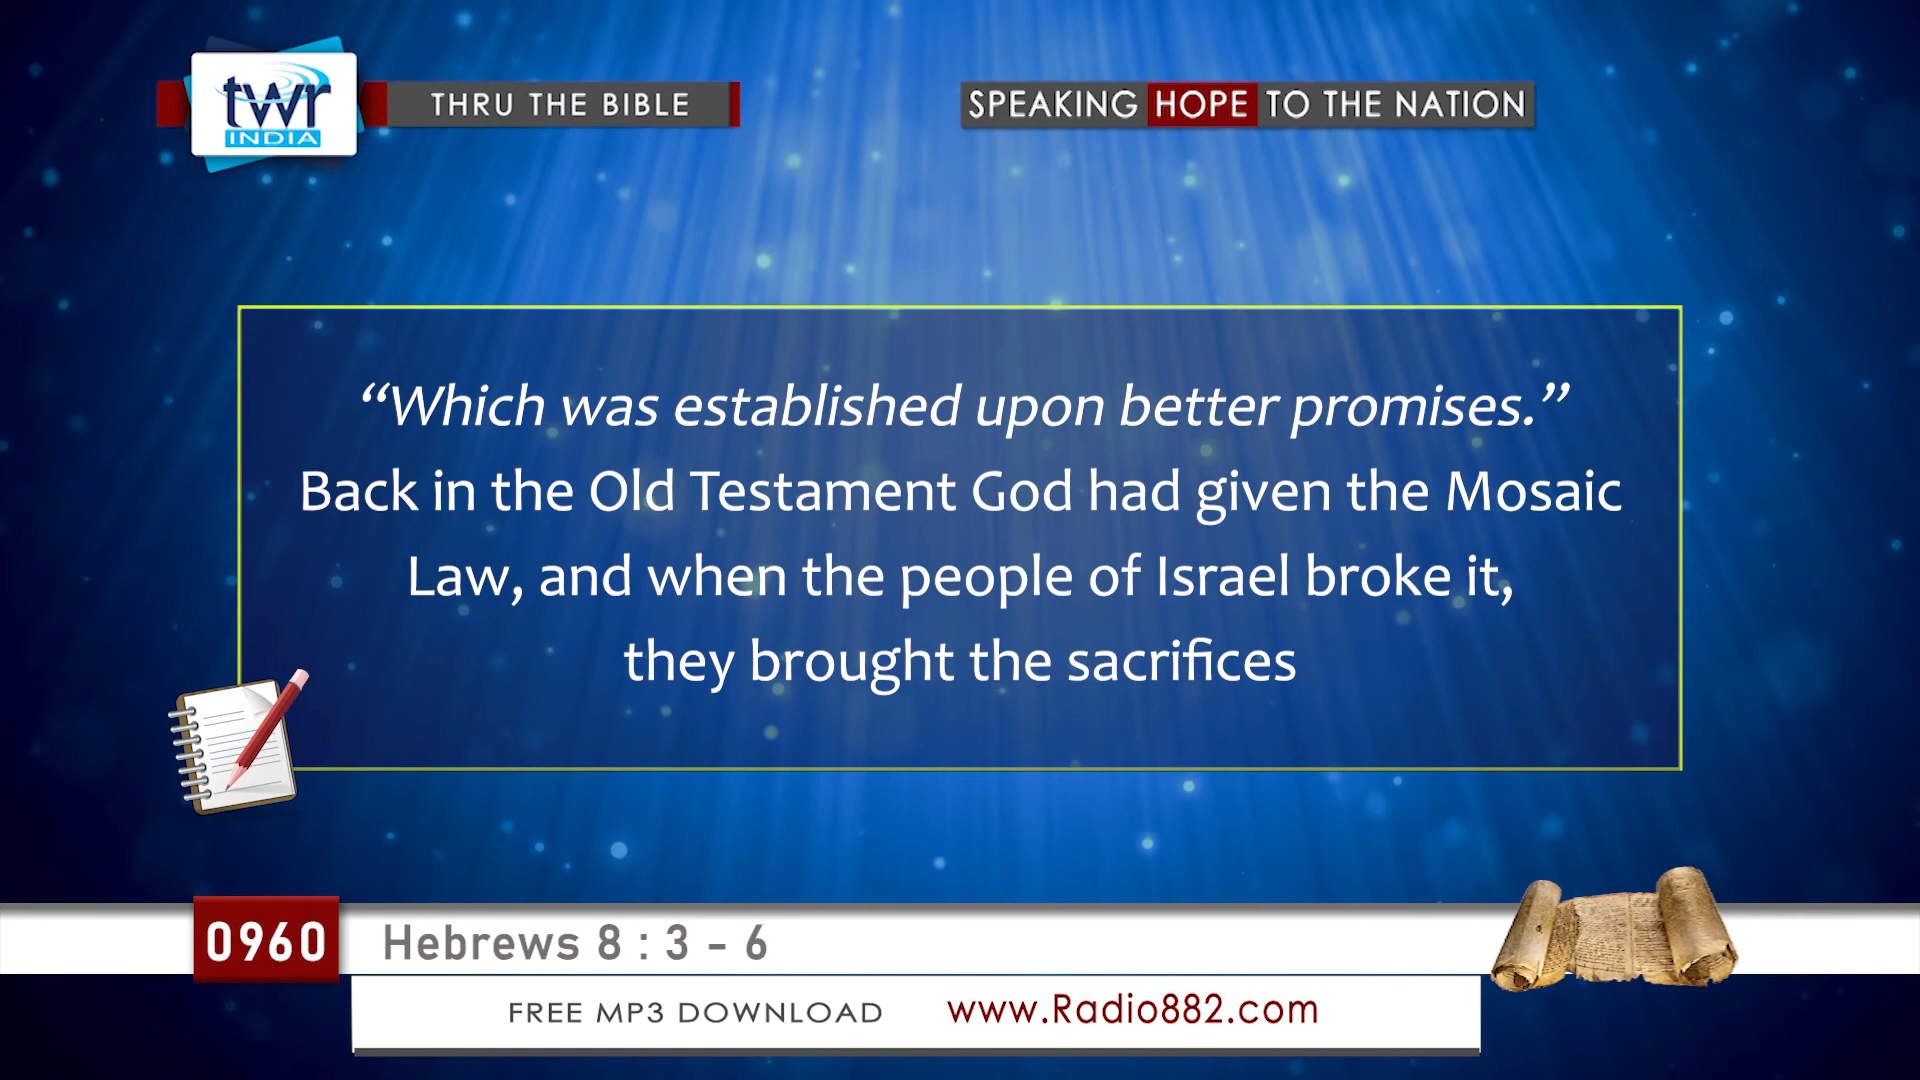 twr
INDIA
THRU THE BIBLE
SPEAKING HOPE TO THE NATION
“Which was established upon better promises.”
Back in the Old Testament God had given the Mosaic
Law, and when the people of Israel broke it,
they brought the sacrifices
0960
Hebrews 8 : 3 - 6
FREE MP3 DOWNLOAD www.Radio882.com